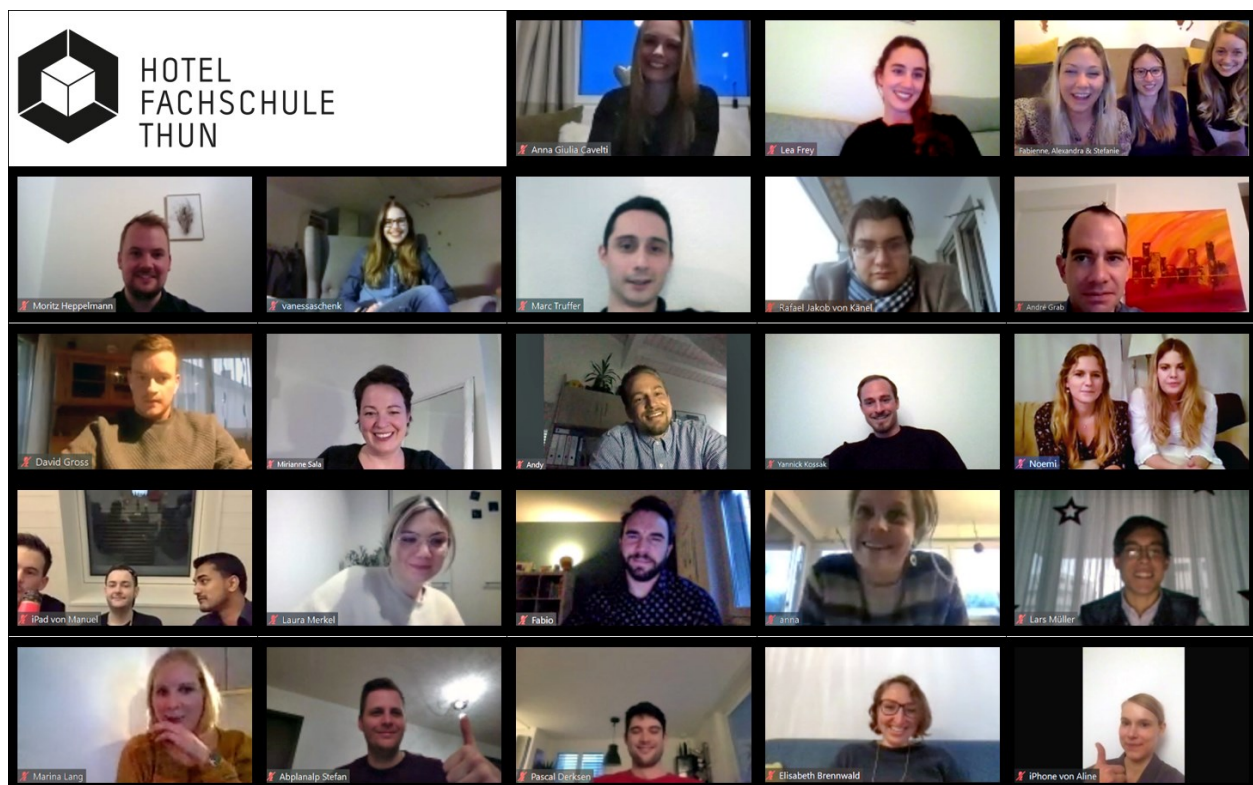 HOTEL
FACHSCHULE
THUN
Anna Giulia Cavelti
Lea Frey
Fabienne, Alexandra & Stefanie
Moritz Heppelmann
vanessaschenk
Marc Truffer
Rafael Jakob von Känel
André Grab
David Gross
Mirianne Sala
Andy
Yannick Kossak
Noemi
iPad von Manuel
Laura Merkel
Fabio
anna
Lars Müller
Marina Lang
Abplanalp Stefan
Pascal Derksen
Elisabeth Brennwald
iPhone von Aline